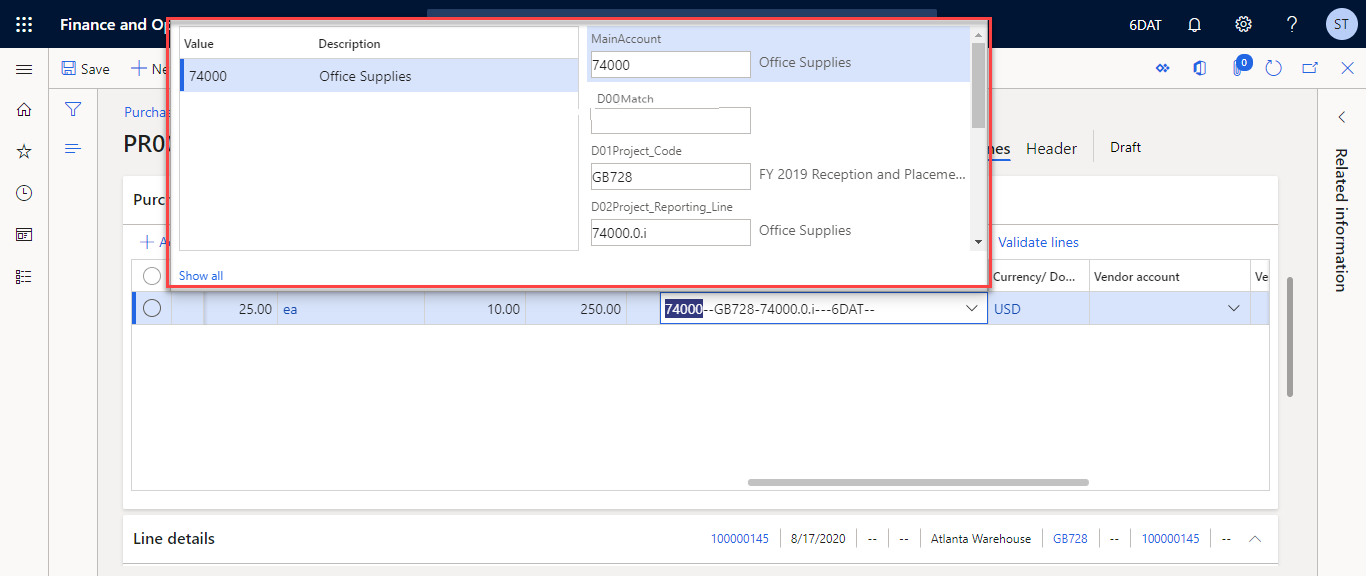 Finance and Op
6DAT
ST
Save
Ne
0
Purcha
PR0
nes
Header
Draft
Value Description
74000 Office Supplies
Show all
MainAccount
74000 Office Supplies
D00Match
D01Project_Code
GB728 FY 2019 Reception and Placeme...
D02Project_Reporting_Line
74000.0.i Office Supplies
Purc
A
Validate lines
Currency/ Do... Vendor account Ve
25.00 ea 10.00 250.00 74000--GB728-74000.0.i---6DAT-- USD
Line details 100000145 8/17/2020 -- -- Atlanta Warehouse GB728 -- 100000145 --
Related information